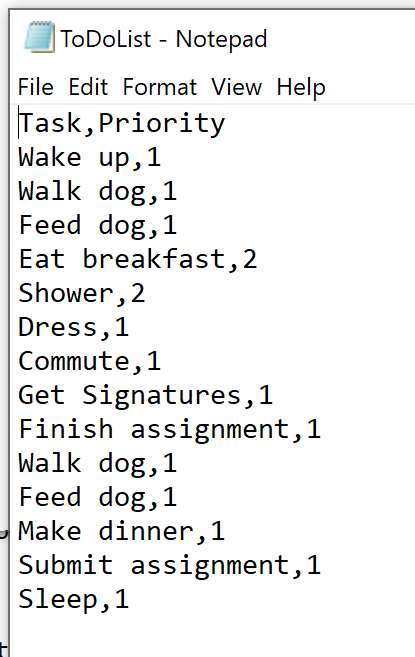 ToDoList - Notepad
File Edit Format View Help
Task,Priority
Wake up,1
Walk dog,1
Feed dog,1
Eat breakfast,2
Shower,2
Dress,1
Commute,1
Get Signatures,1
Finish assignment,1
Walk dog,1
Feed dog,1
Make dinner,1
Submit assignment,1
Sleep,1